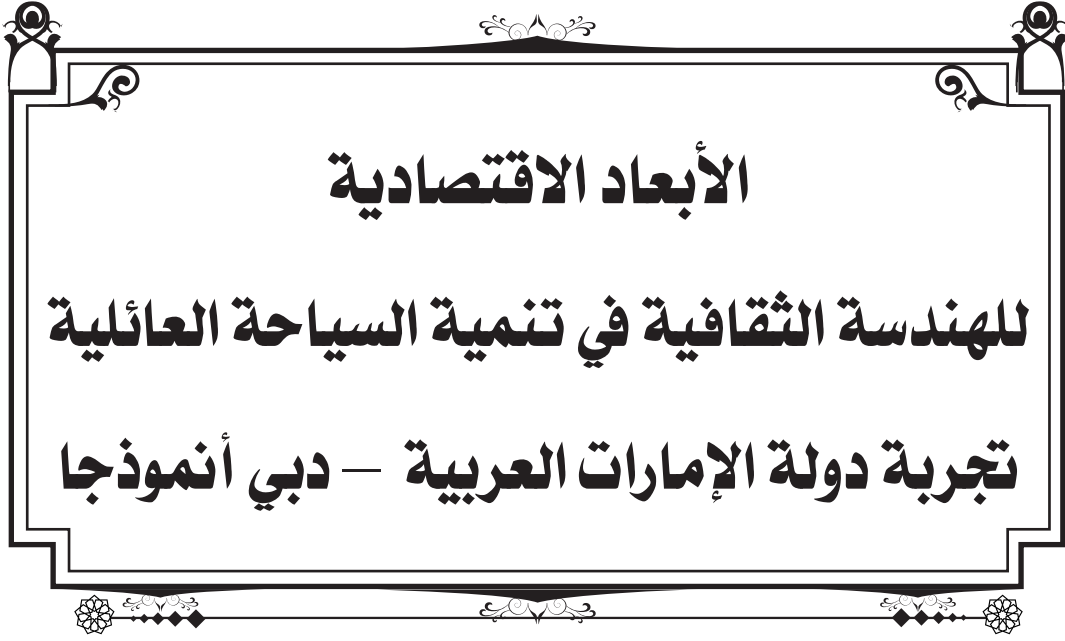 الأبعاد الاقتصادية
للهندسة الثقافية في تنمية السياحة العائلية
تجربة دولة الإمارات العربية – دبي أنموذجا